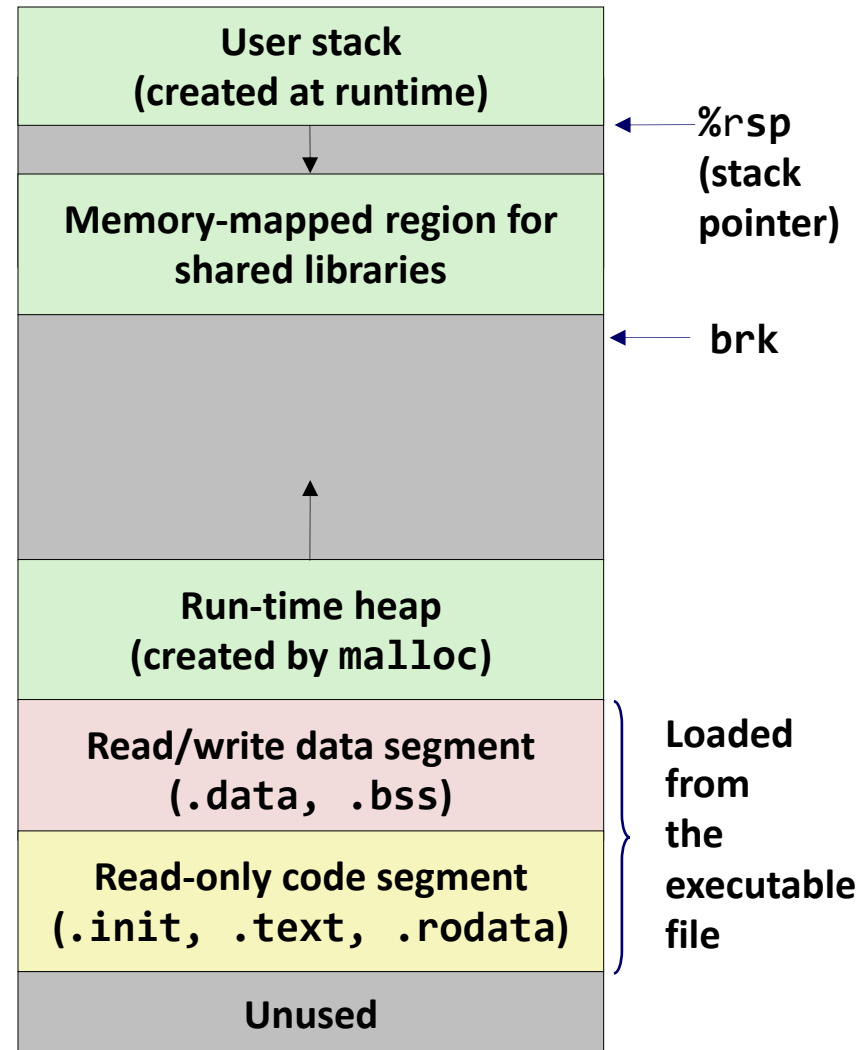 User stack
(created at runtime)
%rsp
(stack
pointer)
Memory-mapped region for
shared libraries
brk
Run-time heap
(created by malloc)
Read/write data segment
(.data, .bss)
Read-only code segment
(.init, .text, .rodata)
Loaded
from
the
executable
file
Unused